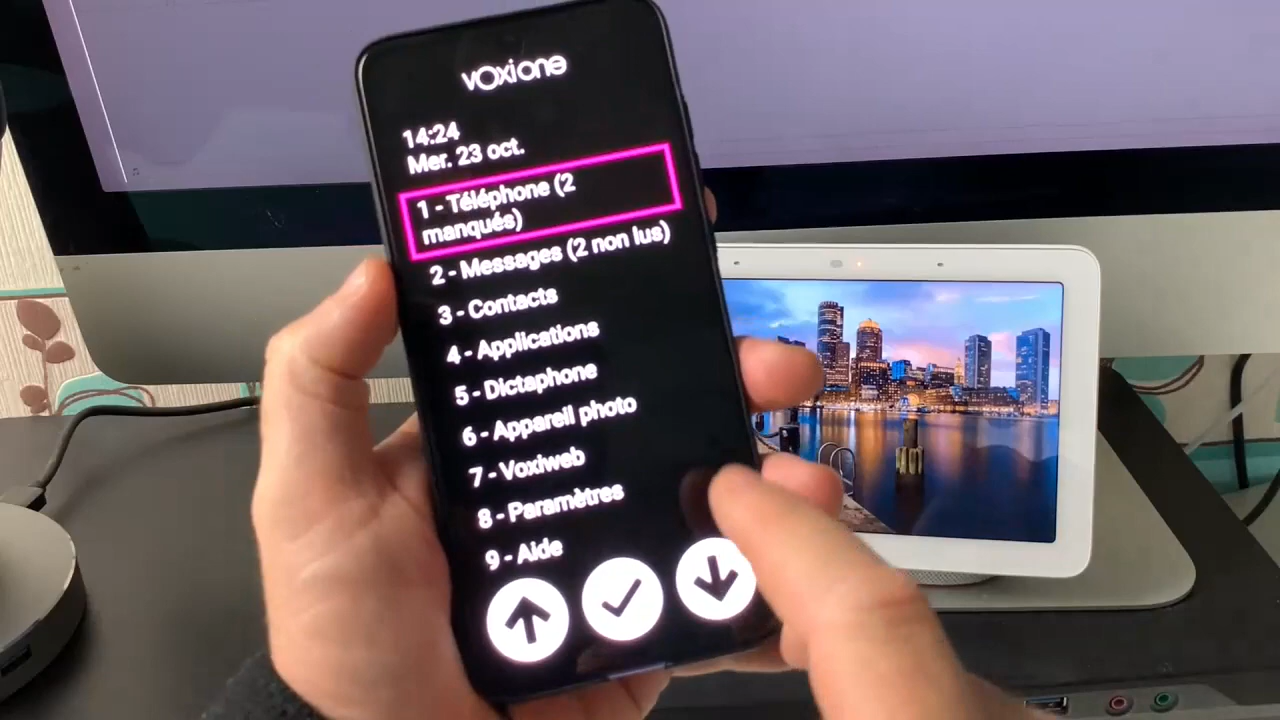 vOxione
14:24
Mer. 23 oct.
1 - Téléphone (2
manqués)
2 - Messages (2 non lus)
3 - Contacts
4 - Applications
5 - Dictaphone
6 - Appareil photo
7 - Voxiweb
8 - Paramètres
9 - Aide